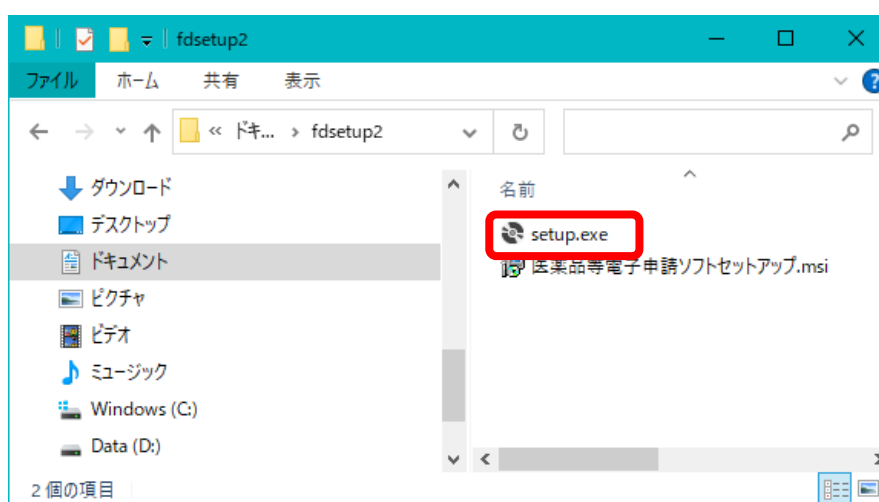 fdsetup2
ファイル ホーム 共有 表示
« ドキ... › fdsetup2
ダウンロード
デスクトップ
ドキュメント
ピクチャ
ビデオ
ミュージック
Windows (C:)
Data (D:)
名前
setup.exe
医薬品等電子申請ソフトセットアップ.msi
2 個の項目